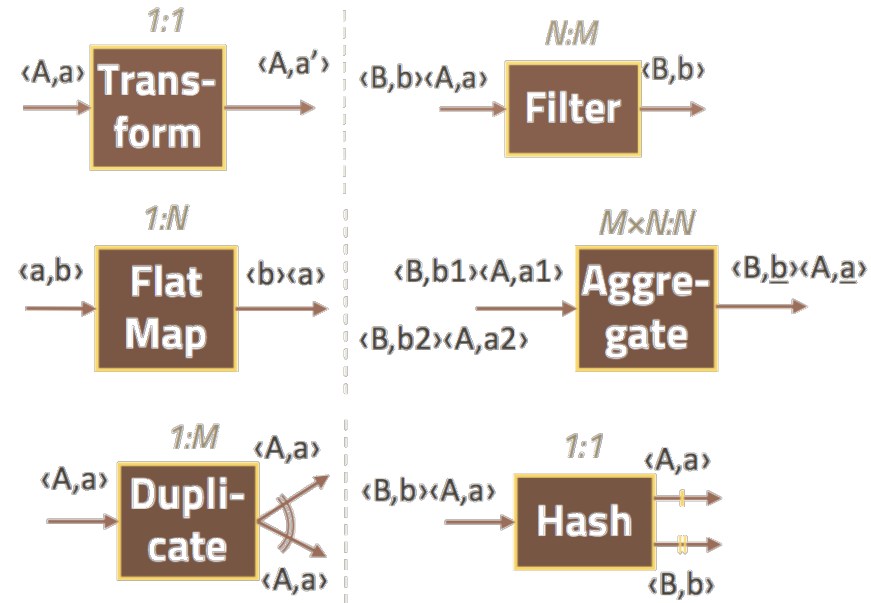 1:1
‹A,a›
Trans-
form
‹A,a’›
N:M
‹B,b›‹A,a›
Filter
‹B,b›
1:N
‹a,b›
Flat
Map
‹b›‹a›
M×N:N
‹B,b1›‹A,a1›
‹B,b2›‹A,a2›
Aggre-
gate
‹B,b›‹A,a›
1:M
‹A,a›
Dupli-
cate
‹A,a›
‹A,a›
1:1
‹B,b›‹A,a›
Hash
‹A,a›
‹B,b›